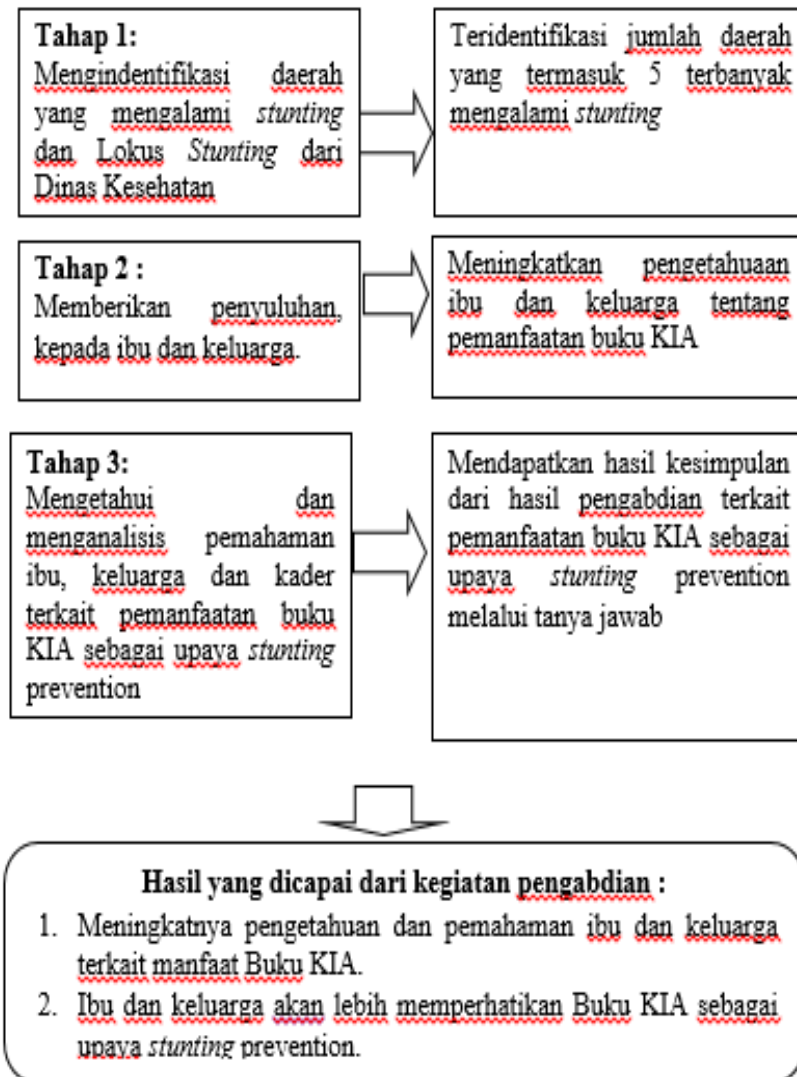 Tahap 1:
Mengindentifikasi daerah
yang mengalami stunting
dan Lokus Stunting dari
Dinas Kesehatan
Teridentifikasi jumlah daerah
yang termasuk 5 terbanyak
mengalami stunting
Tahap 2 :
Memberikan penyuluhan,
kepada ibu dan keluarga.
Meningkatkan pengetahuaan
ibu dan keluarga tentang
pemanfaatan buku KIA
Tahap 3:
Mengetahui dan
menganalisis pemahaman
ibu, keluarga dan kader
terkait pemanfaatan buku
KIA sebagai upaya stunting
prevention
Mendapatkan hasil kesimpulan
dari hasil pengabdian terkait
pemanfaatan buku KIA sebagai
upaya stunting prevention
melalui tanya jawab
Hasil yang dicapai dari kegiatan pengabdian :
1. Meningkatnya pengetahuan dan pemahaman ibu dan keluarga
terkait manfaat Buku KIA.
2. Ibu dan keluarga akan lebih memperhatikan Buku KIA sebagai
upaya stunting prevention.